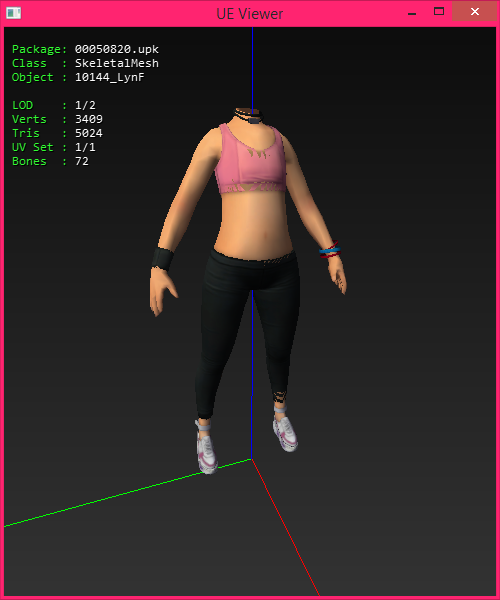 UE Viewer
Package: 00050820.upk
Class : SkeletalMesh
Object : 10144_LynF
LOD : 1/2
Verts : 3409
Tris : 5024
UV Set : 1/1
Bones : 72